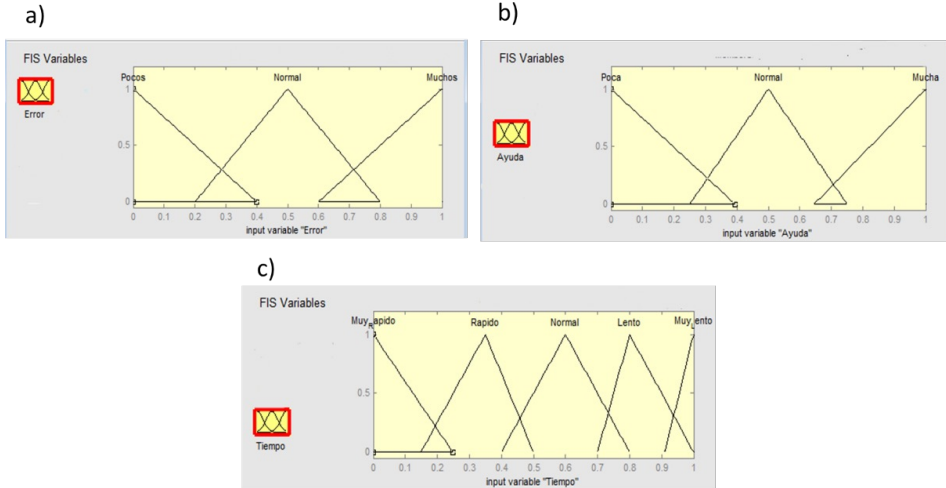 a)
FIS Variables
Error
Pocos Normal Muchos
1
0.5
0
0 0.1 0.2 0.3 0.4 0.5 0.6 0.7 0.8 0.9 1
input variable "Error"
b)
FIS Variables
Ayuda
Poca Normal Mucha
1
0.5
0
0 0.1 0.2 0.3 0.4 0.5 0.6 0.7 0.8 0.9 1
input variable "Ayuda"
c)
FIS Variables
Tiempo
Muy_Rapido Rapido Normal Lento Muy_Lento
1
0.5
0
0 0.1 0.2 0.3 0.4 0.5 0.6 0.7 0.8 0.9 1
input variable "Tiempo"